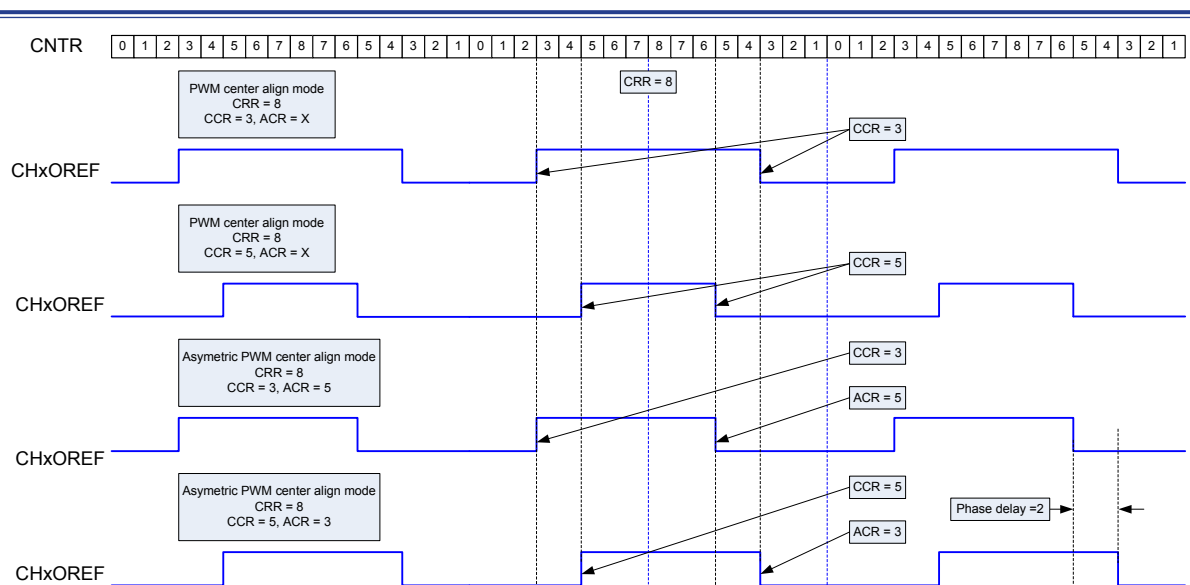 CNTR 0 1 2 3 4 5 6 7 8 7 6 5 4 3 2 1 0 1 2 3 4 5 6 7 8 7 6 5 4 3 2 1 0 1 2 3 4 5 6 7 8 7 6 5 4 3 2 1
PWM center align mode
CRR = 8
CCR = 3, ACR = X
CRR = 8
CCR = 3
CHxOREF
PWM center align mode
CRR = 8
CCR = 5, ACR = X
CCR = 5
CHxOREF
Asymetric PWM center align mode
CRR = 8
CCR = 3, ACR = 5
CCR = 3
ACR = 5
CHxOREF
Asymetric PWM center align mode
CRR = 8
CCR = 5, ACR = 3
CCR = 5
Phase delay =2
ACR = 3
CHxOREF